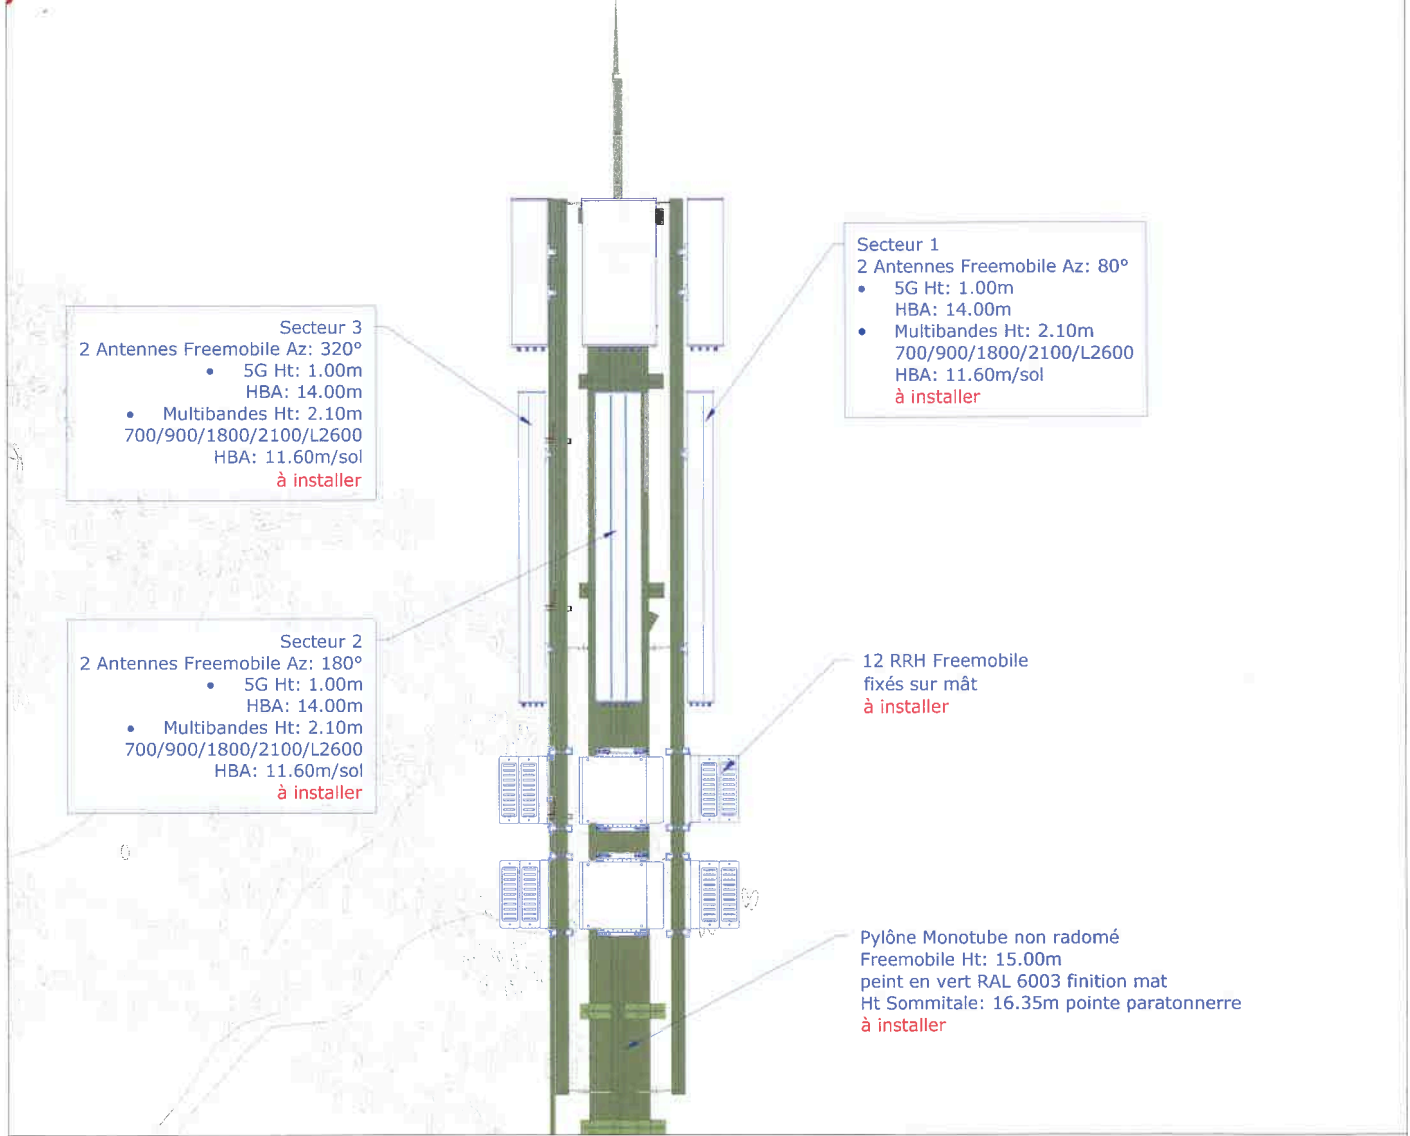 Secteur 1
2 Antennes Freemobile Az: 80°
• 5G Ht: 1.00m
HBA: 14.00m
• Multibandes Ht: 2.10m
700/900/1800/2100/L2600
HBA: 11.60m/sol
à installer
Secteur 3
2 Antennes Freemobile Az: 320°
• 5G Ht: 1.00m
HBA: 14.00m
• Multibandes Ht: 2.10m
700/900/1800/2100/L2600
HBA: 11.60m/sol
à installer
Secteur 2
2 Antennes Freemobile Az: 180°
• 5G Ht: 1.00m
HBA: 14.00m
• Multibandes Ht: 2.10m
700/900/1800/2100/L2600
HBA: 11.60m/sol
à installer
12 RRH Freemobile
fixés sur mât
à installer
Pylône Monotube non radomé
Freemobile Ht: 15.00m
peint en vert RAL 6003 finition mat
Ht Sommitale: 16.35m pointe paratonnerre
à installer